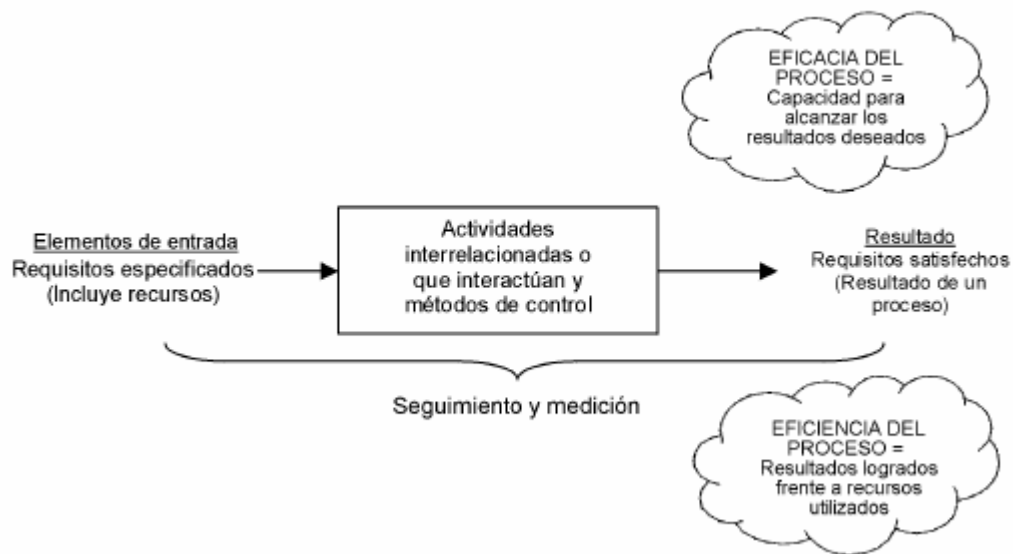 EFICACIA DEL
PROCESO =
Capacidad para
alcanzar los
resultados deseados
Elementos de entrada
Requisitos especificados
(Incluye recursos)
Actividades
interrelacionadas o
que interactúan y
métodos de control
Resultado
Requisitos satisfechos
(Resultado de un
proceso)
Seguimiento y medición
EFICIENCIA DEL
PROCESO =
Resultados logrados
frente a recursos
utilizados